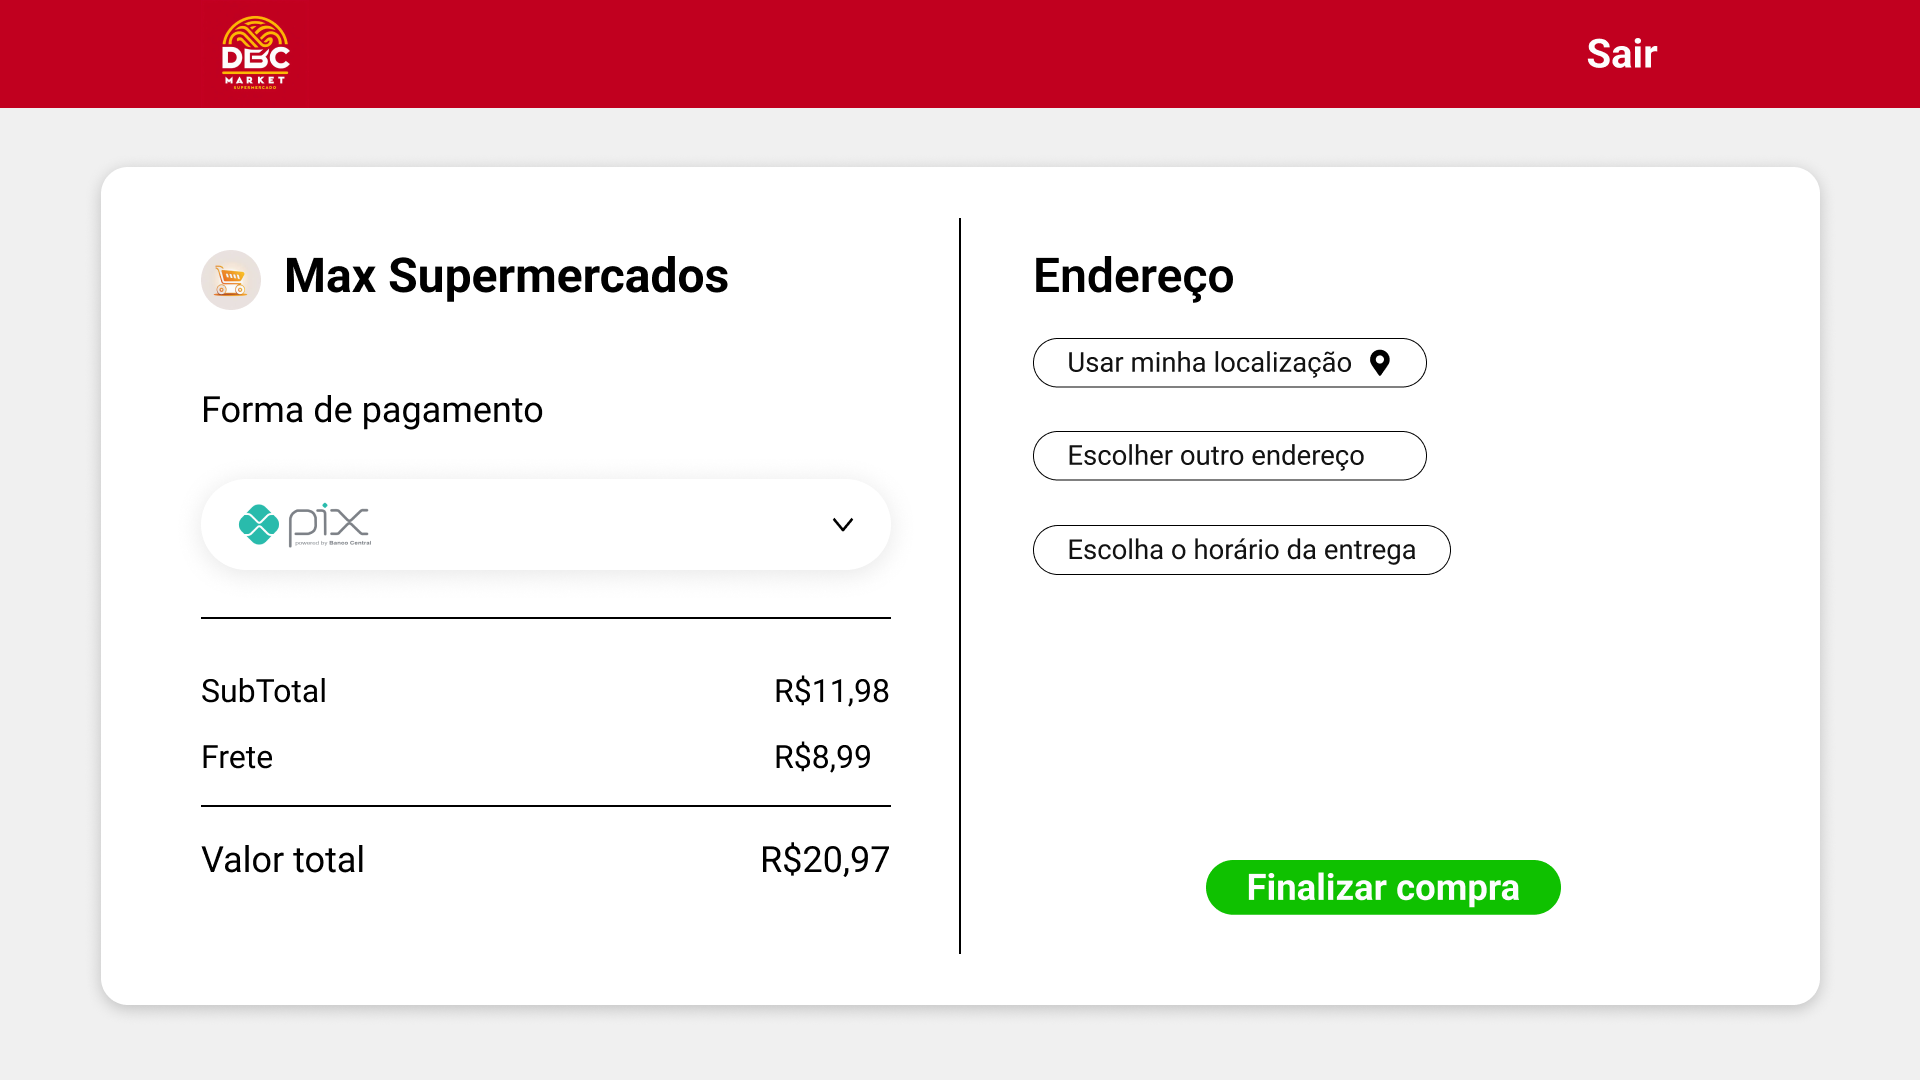 DBC
MARKET
SUPERMERCADO
Sair
Max Supermercados
Forma de pagamento
pix
powered by Banco Central
SubTotal R$11,98
Frete R$8,99
Valor total R$20,97
Endereço
Usar minha localização
Escolher outro endereço
Escolha o horário da entrega
Finalizar compra